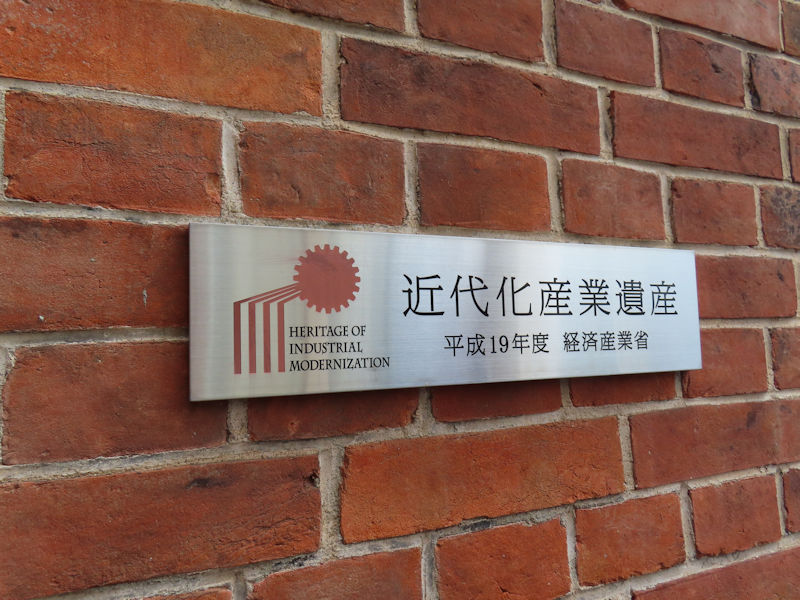 HERITAGE OF
INDUSTRIAL
MODERNIZATION
近代化産業遺産
平成19年度 経済産業省